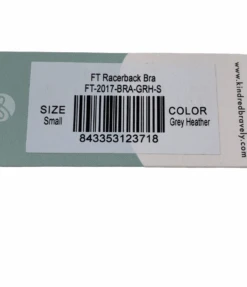 FT Racerback Bra
FT-2017-BRA-GRH-S
SIZE
Small
COLOR
Grey Heather
843353123718
www.kindredbravely.com